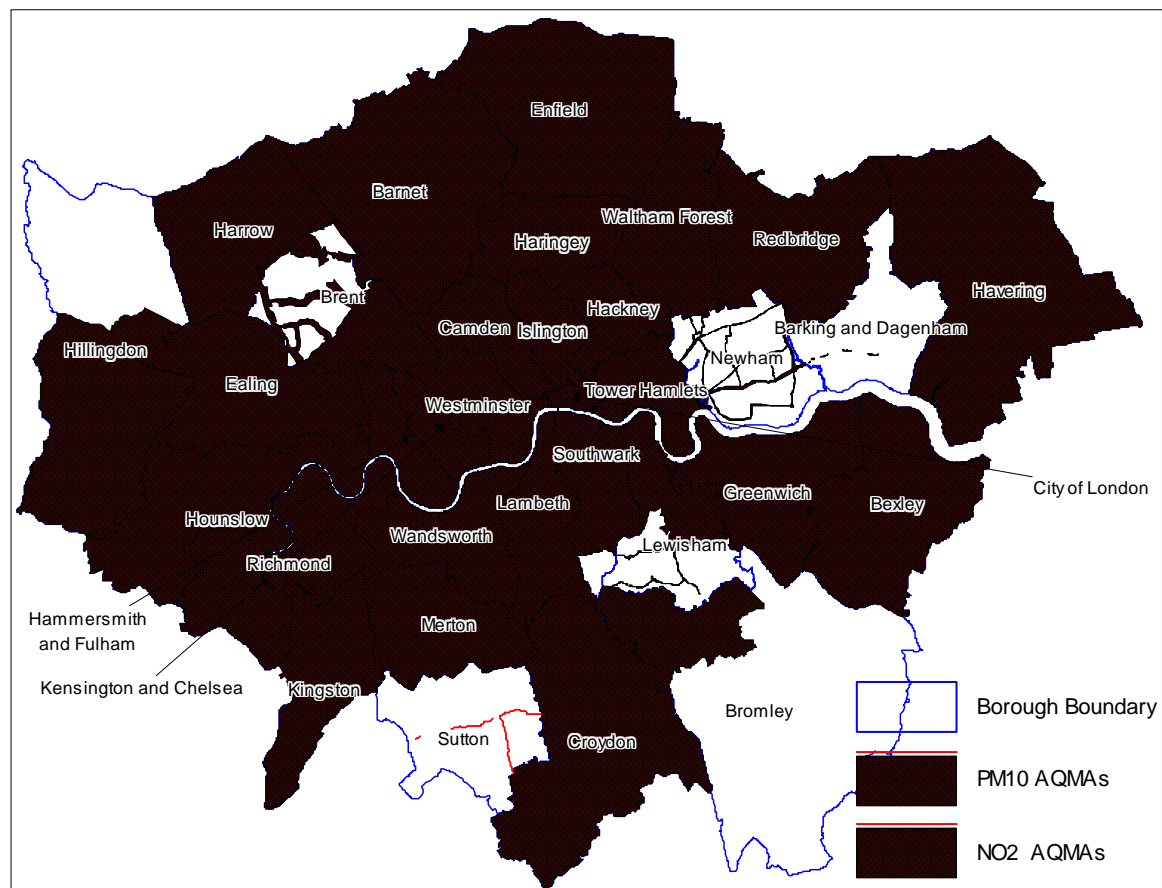 Enfield
Barnet
Waltham Forest
Harrow
Haringey
Redbridge
Brent
Havering
Hackney
Camden
Islington
Barking and Dagenham
Hillingdon
Newham
Ealing
Tower Hamlets
Westminster
Southwark
City of London
Greenwich
Lambeth
Bexley
Hounslow
Wandsworth
Lewisham
Richmond
Hammersmith
and Fulham
Merton
Kensington and Chelsea
Kingston
Bromley
Borough Boundary
Sutton
Croydon
PM10 AQMAs
NO2 AQMAs